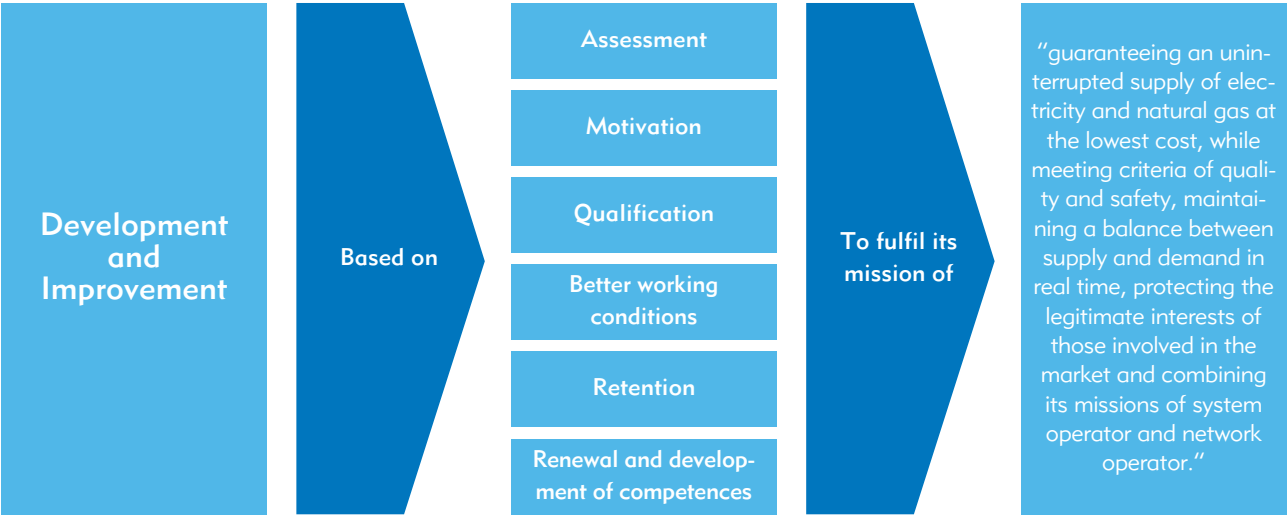 Development
and
Improvement
Based on
Assessment
Motivation
Qualification
Better working
conditions
Retention
Renewal and develop-
ment of competences
To fulfil its
mission of
“guaranteeing an unin-
terrupted supply of elec-
tricity and natural gas at
the lowest cost, while
meeting criteria of quali-
ty and safety, maintai-
ning a balance between
supply and demand in
real time, protecting the
legitimate interests of
those involved in the
market and combining
its missions of system
operator and network
operator.“